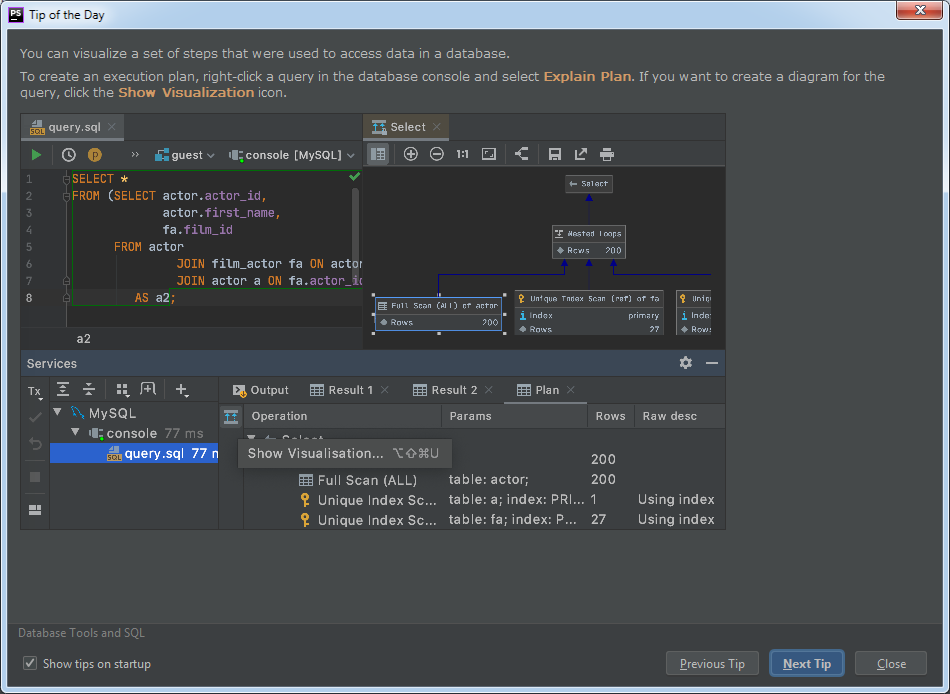 PS Tip of the Day
You can visualize a set of steps that were used to access data in a database.
To create an execution plan, right-click a query in the database console and select Explain Plan. If you want to create a diagram for the
query, click the Show Visualization icon.
query.sql
Select
P
»
guest
console [MySQL]
1:1
1 SELECT *
2 FROM (SELECT actor.actor_id,
3 actor.first_name,
4 fa.film_id
5 FROM actor
6 JOIN film_actor fa ON actor
7 JOIN actor a ON fa.actor_id
8 AS a2;
a2
← Select
Nested Loops
Rows 200
Full Scan (ALL) of actor
Rows 200
Unique Index Scan (ref) of fa
Index primary
Rows 27
Uniq
Inde
Rows
Services
Tx
Output
Result 1
Result 2
Plan
MySQL
console 77 ms
SQL query.sql 77 m
Operation Params Rows Raw desc
Select
Show Visualisation... ⌥⇧⌘U
200
Full Scan (ALL) table: actor; 200
Unique Index Sc... table: a; index: PRI... 1 Using index
Unique Index Sc... table: fa; index: P... 27 Using index
Database Tools and SQL
Show tips on startup
Previous Tip
Next Tip
Close